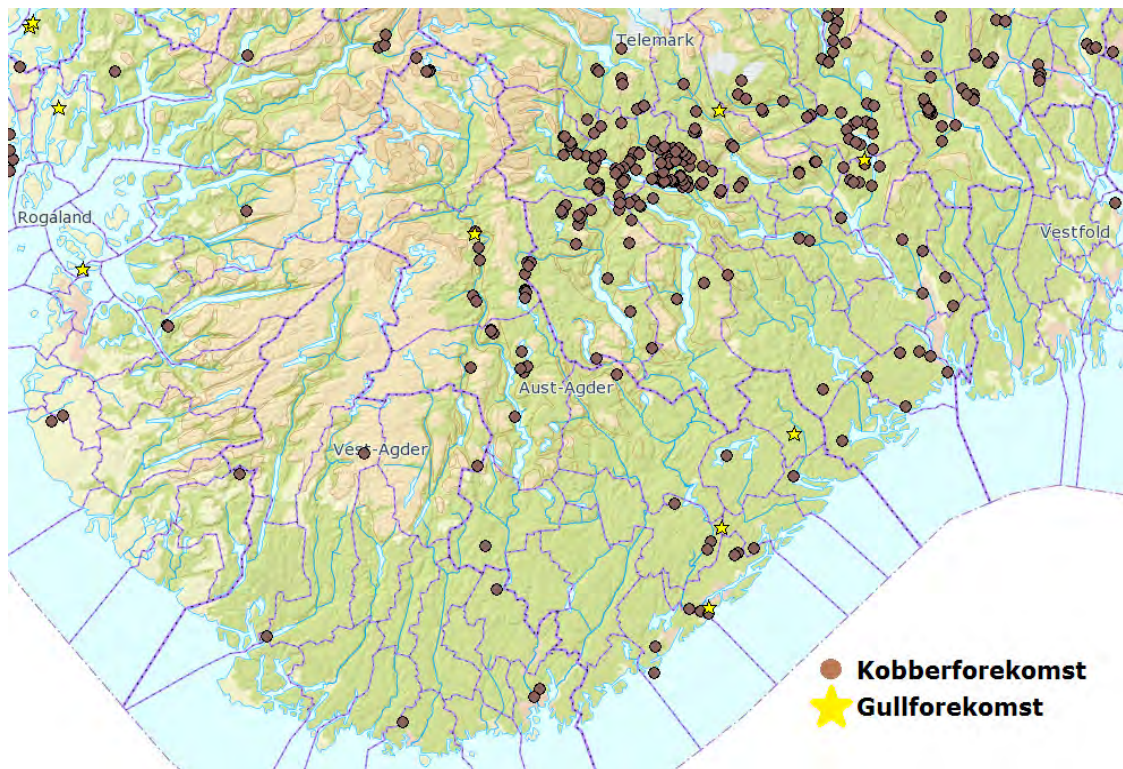 Telemark
Rogaland
Vestfold
Aust-Agder
Vest-Agder
Kobberforekomst
Gullforekomst